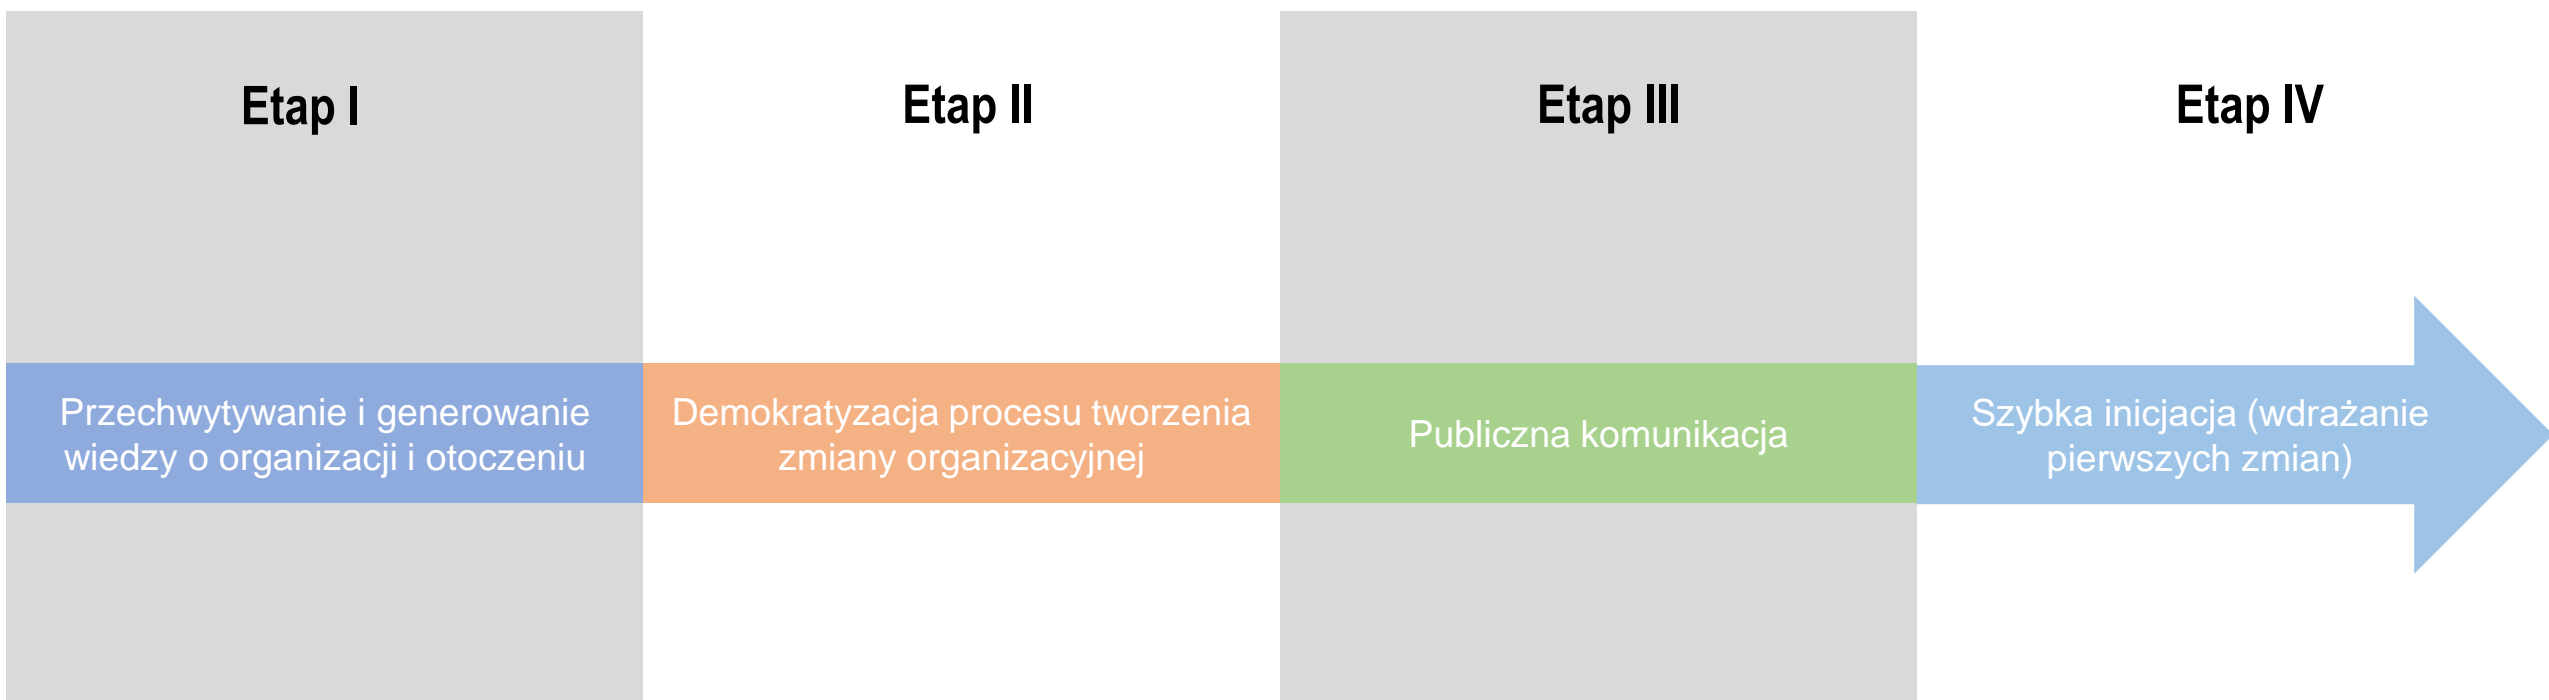 Etap I
Etap II
Etap III
Etap IV
Przechwytywanie i generowanie
wiedzy o organizacji i otoczeniu
Demokratyzacja procesu tworzenia
zmiany organizacyjnej
Publiczna komunikacja
Szybka inicjacja (wdrażanie
pierwszych zmian)